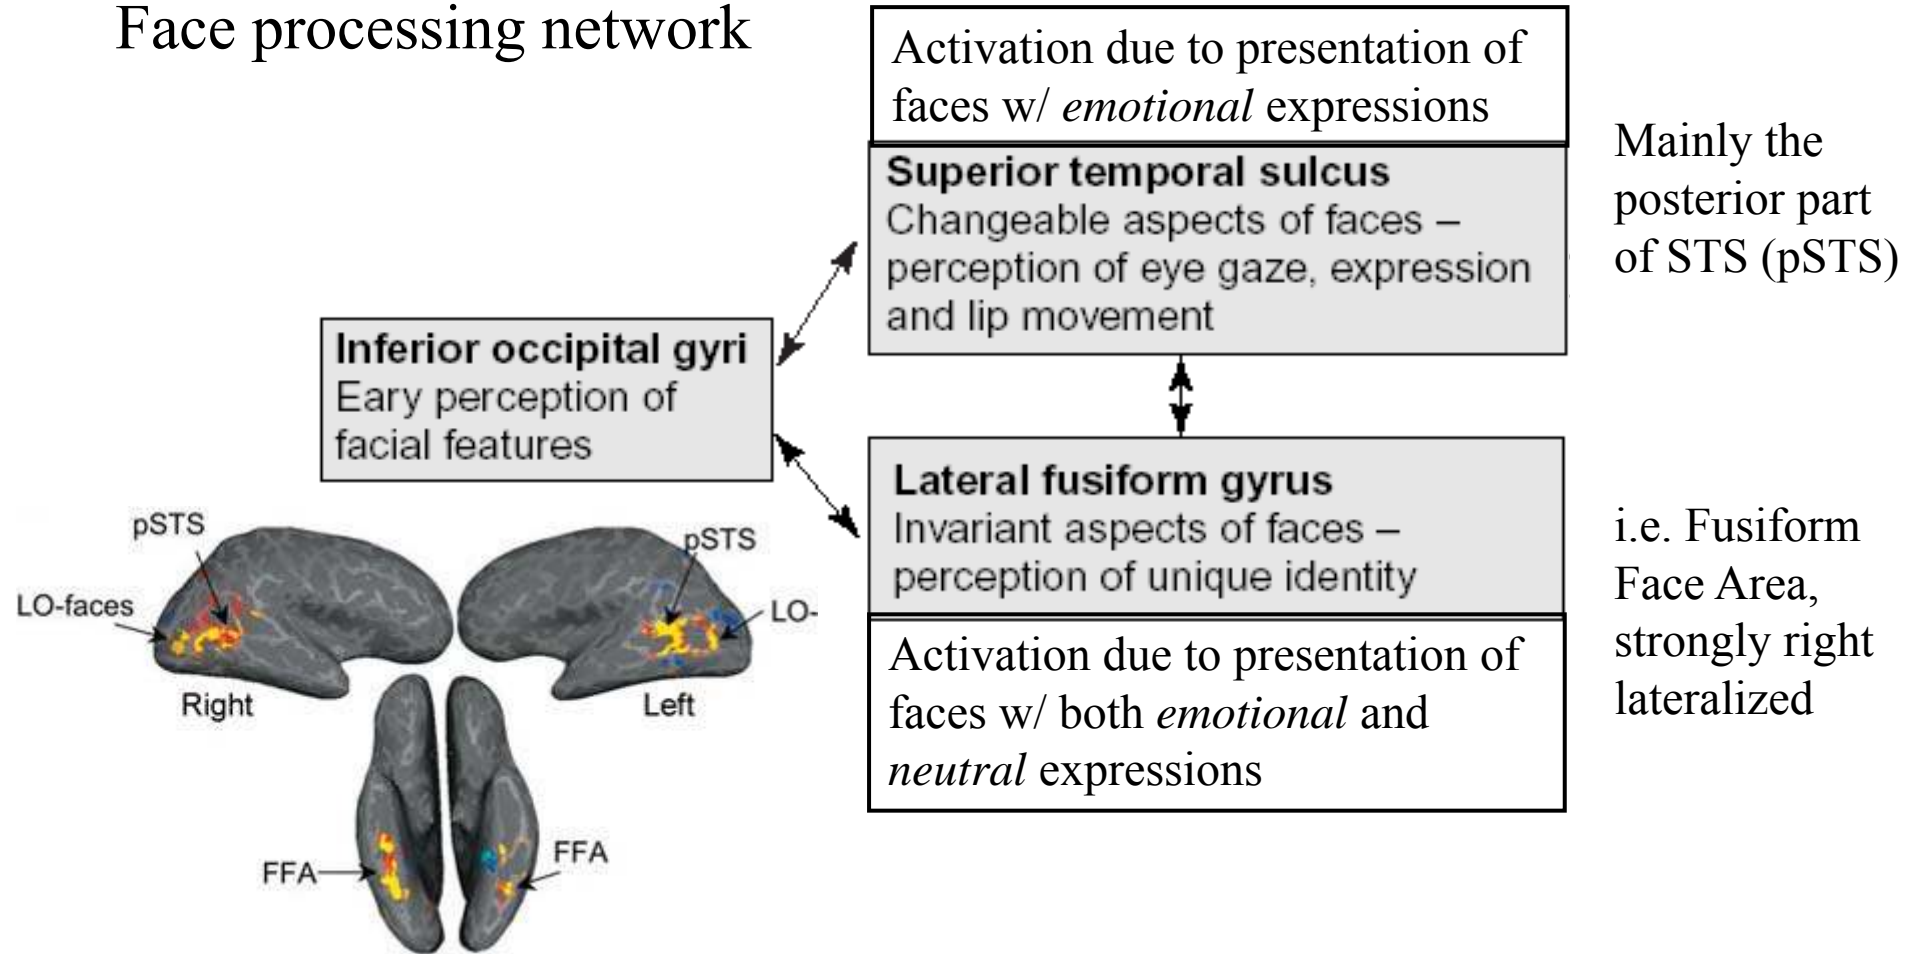 Face processing network
Activation due to presentation of
faces w/ emotional expressions
Superior temporal sulcus
Changeable aspects of faces –
perception of eye gaze, expression
and lip movement
Mainly the
posterior part
of STS (pSTS)
Inferior occipital gyri
Eary perception of
facial features
Lateral fusiform gyrus
Invariant aspects of faces –
perception of unique identity
Activation due to presentation of
faces w/ both emotional and
neutral expressions
i.e. Fusiform
Face Area,
strongly right
lateralized
pSTS
pSTS
LO-faces
LO-
Right
Left
FFA
FFA